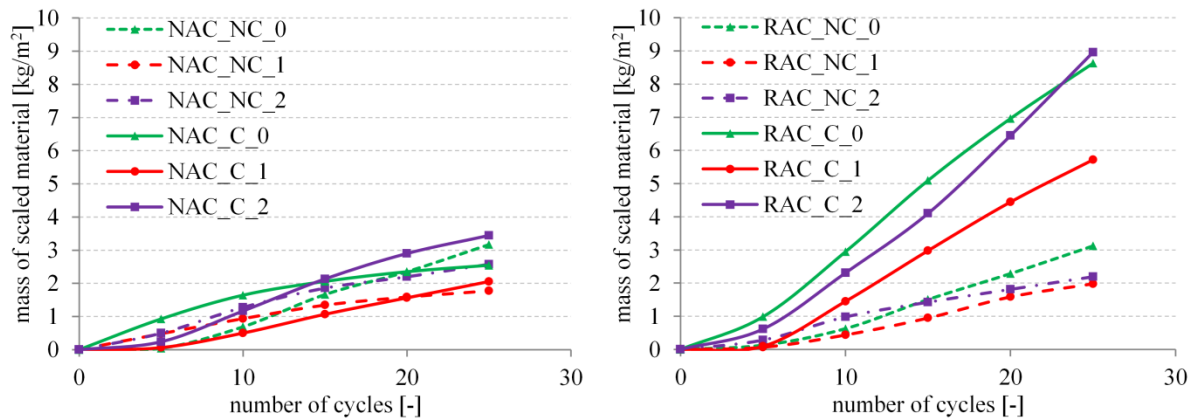 mass of scaled material [kg/m²]
10
9
8
7
6
5
4
3
2
1
0
NAC_NC_0
NAC_NC_1
NAC_NC_2
NAC_C_0
NAC_C_1
NAC_C_2
0
10
20
30
number of cycles [-]
mass of scaled material [kg/m²]
10
9
8
7
6
5
4
3
2
1
0
RAC_NC_0
RAC_NC_1
RAC_NC_2
RAC_C_0
RAC_C_1
RAC_C_2
0
10
20
30
number of cycles [-]